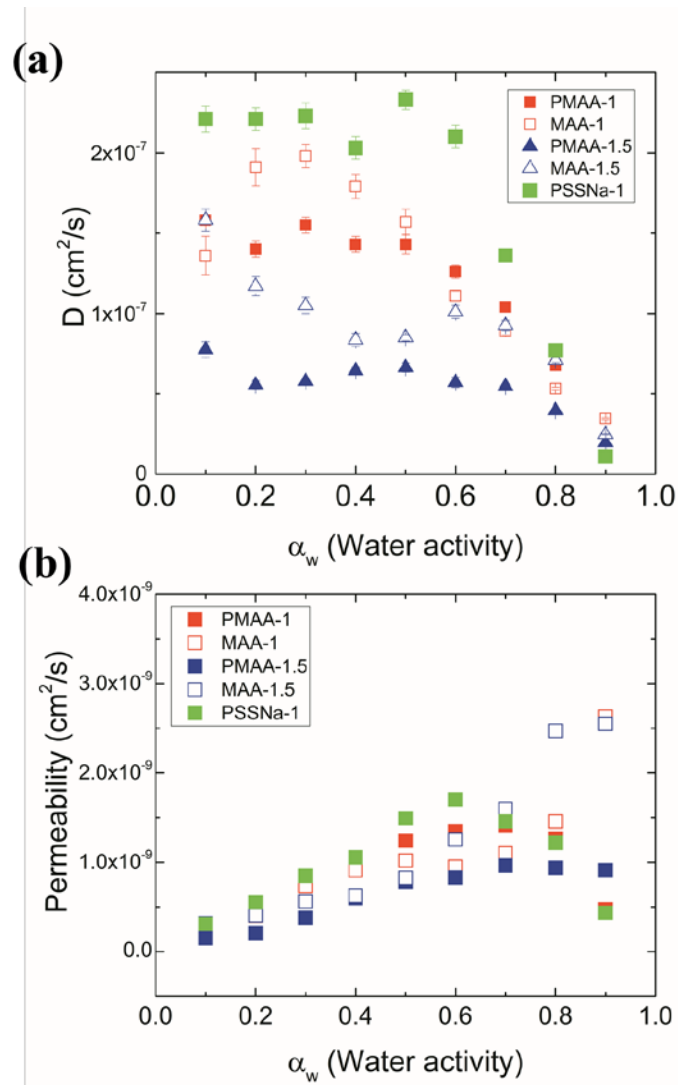 (a)
D (cm²/s)
2x10⁻⁷
1x10⁻⁷
0
PMAA-1
MAA-1
PMAA-1.5
MAA-1.5
PSSNa-1
0.0 0.2 0.4 0.6 0.8 1.0
α_w (Water activity)
(b)
Permeability (cm²/s)
4.0x10⁻⁹
3.0x10⁻⁹
2.0x10⁻⁹
1.0x10⁻⁹
0.0
PMAA-1
MAA-1
PMAA-1.5
MAA-1.5
PSSNa-1
0.0 0.2 0.4 0.6 0.8 1.0
α_w (Water activity)